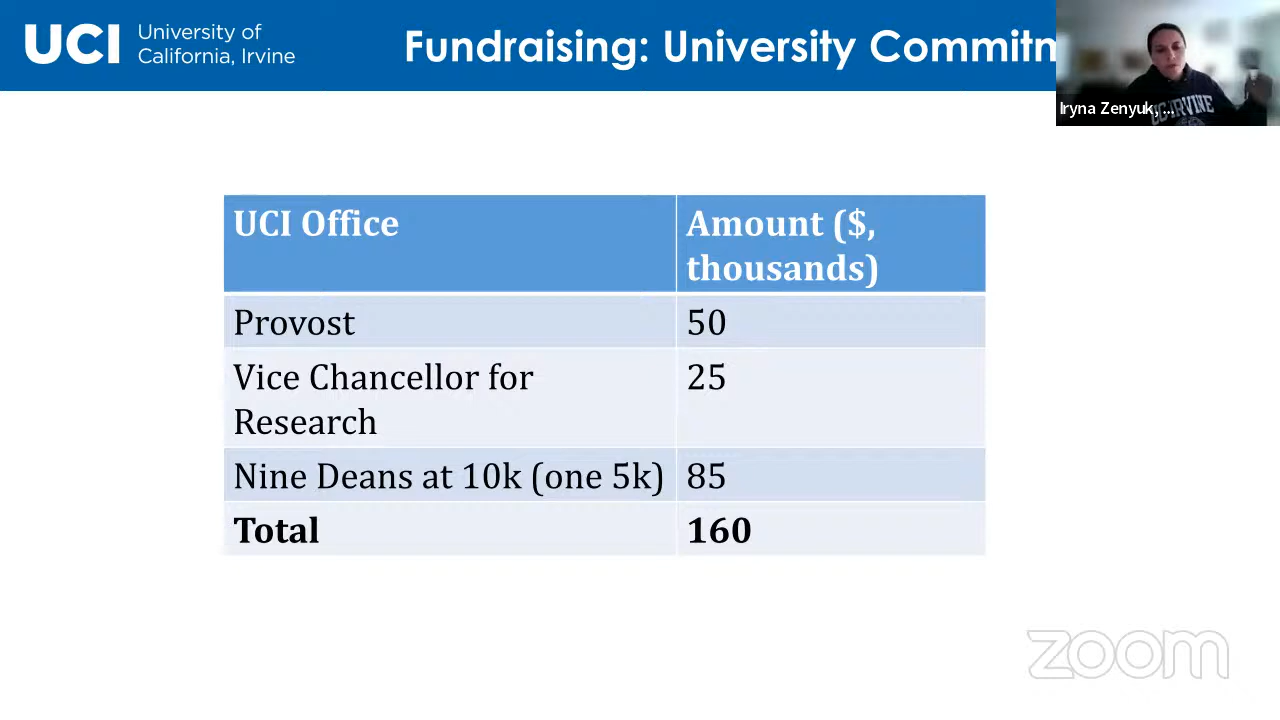 UCI
University of
California, Irvine
Fundraising: University Commitm
Iryna Zenyuk, ...
UCI Office
Amount ($,
thousands)
Provost
50
Vice Chancellor for
Research
25
Nine Deans at 10k (one 5k)
85
Total
160
zoom